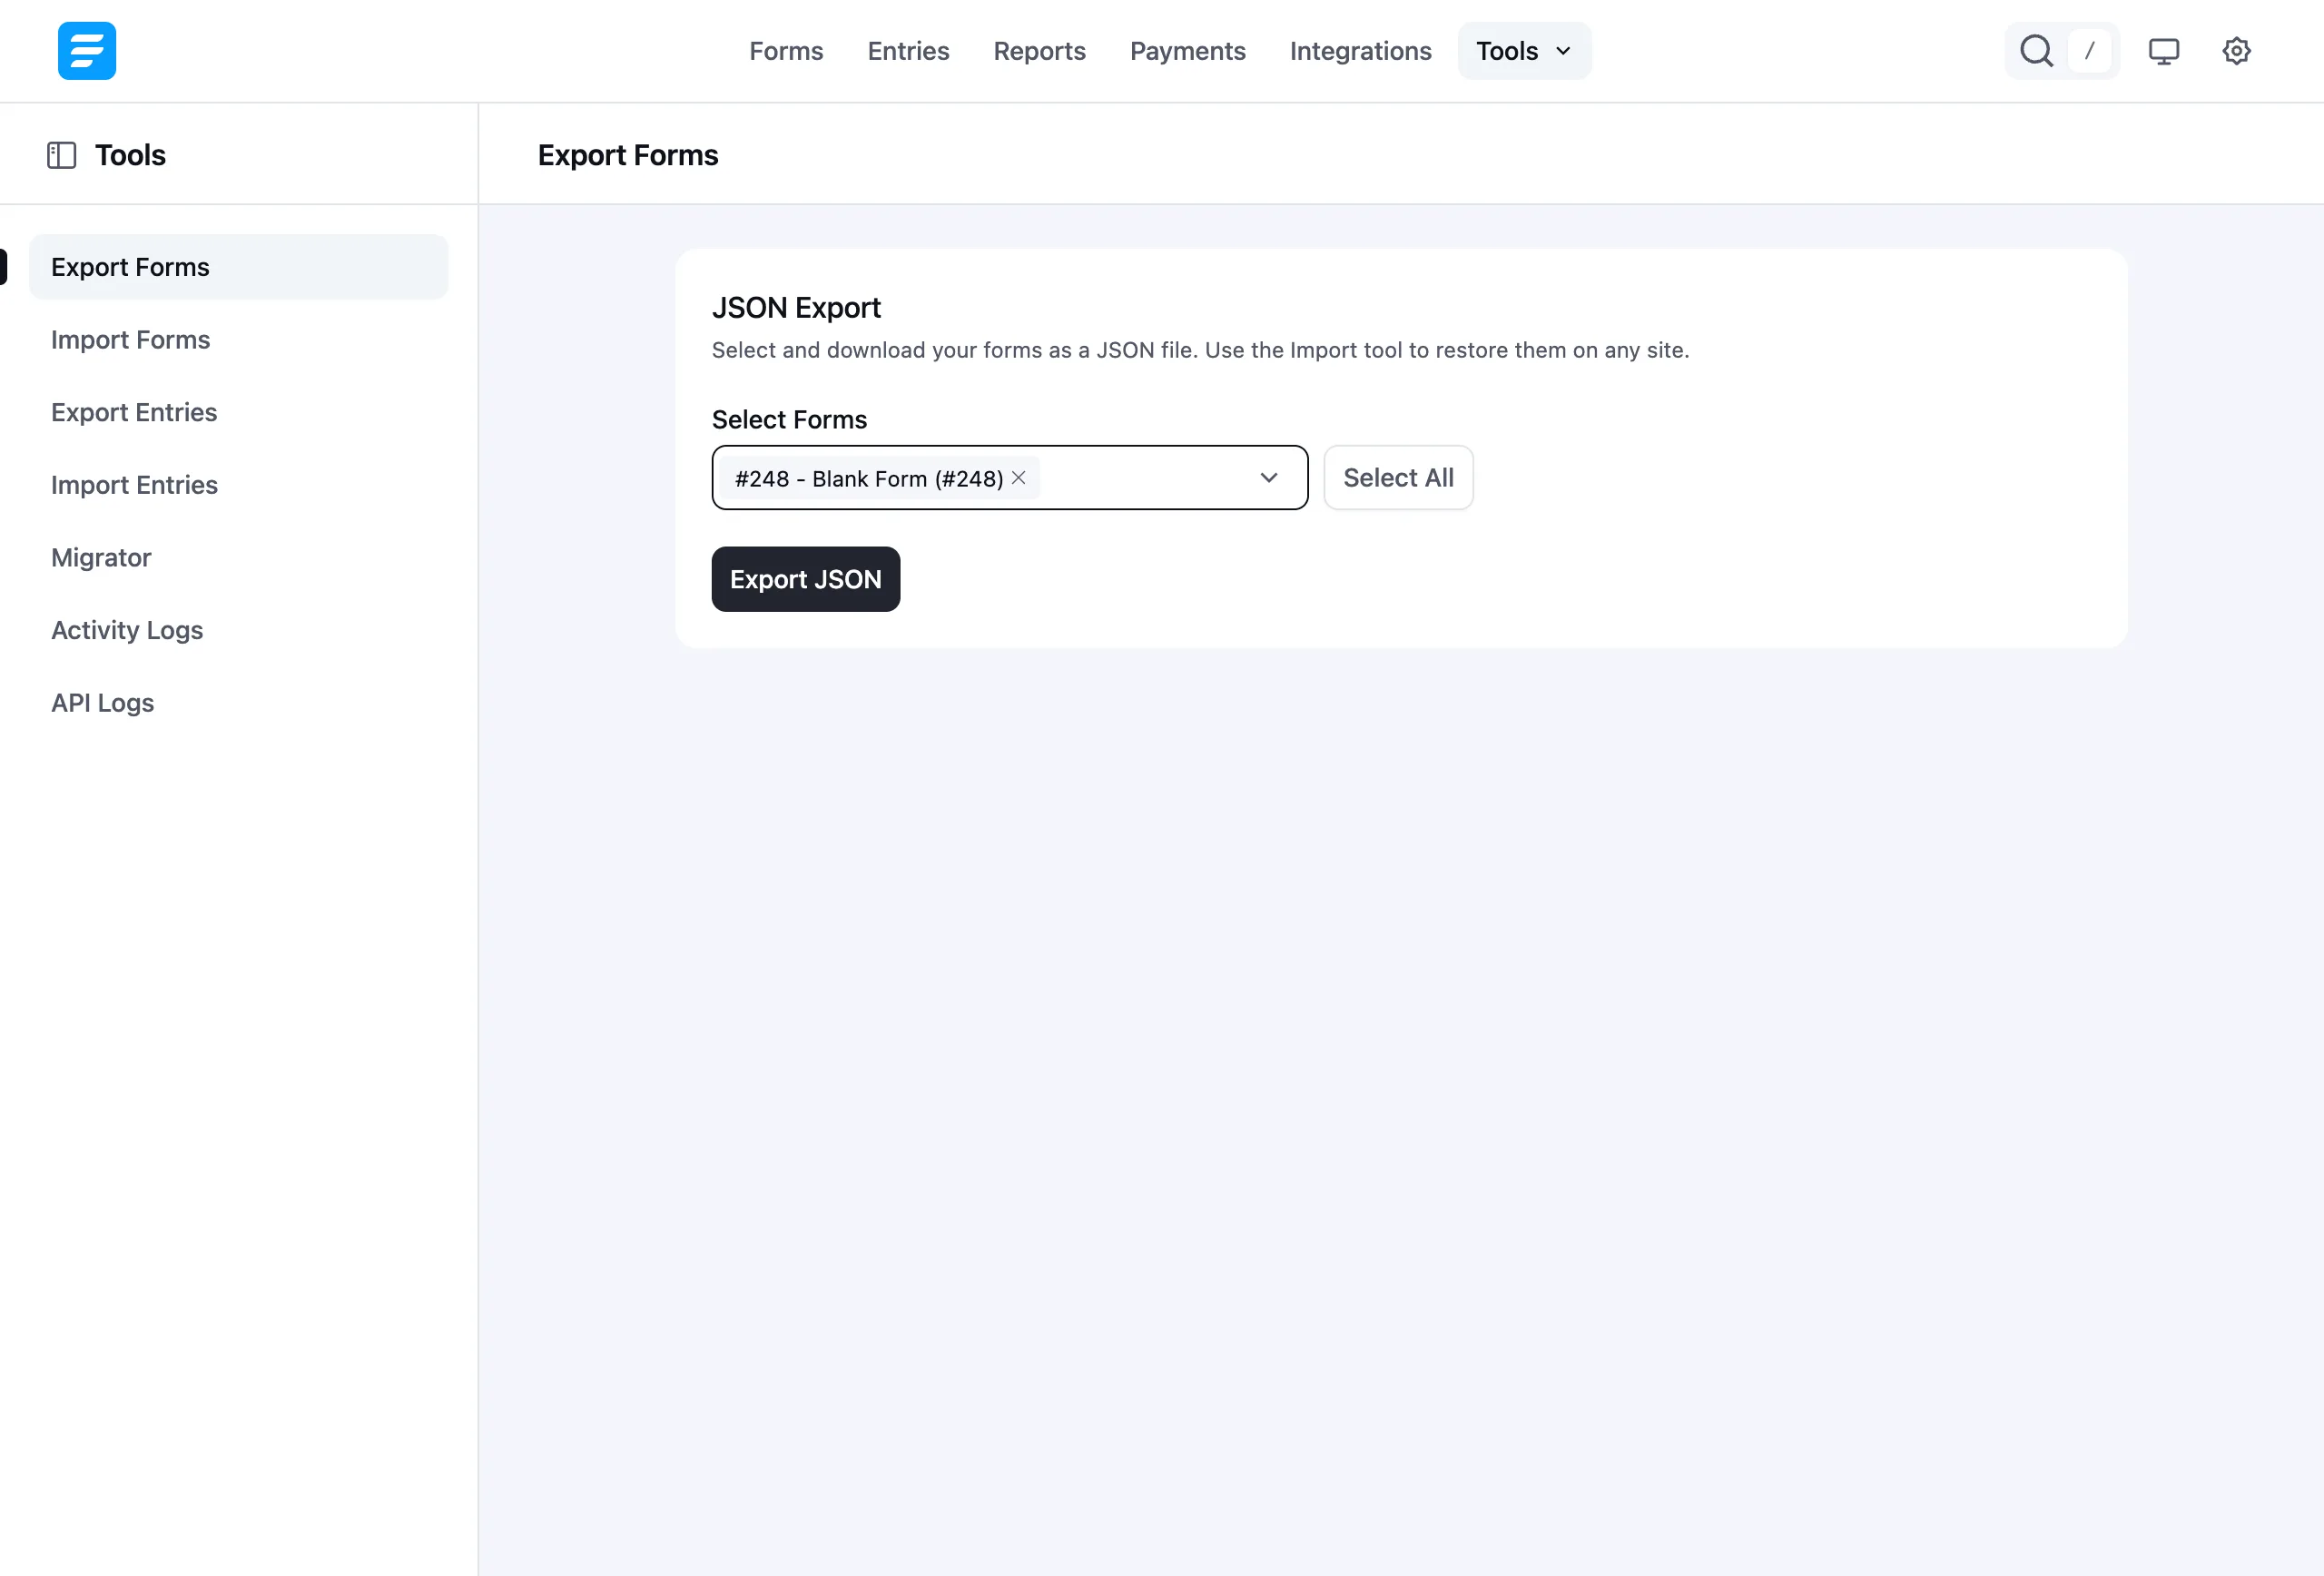 Forms Entries Reports Payments Integrations Tools /
Tools
Export Forms
Export Forms
Import Forms
Export Entries
Import Entries
Migrator
Activity Logs
API Logs
JSON Export
Select and download your forms as a JSON file. Use the Import tool to restore them on any site.
Select Forms
#248 - Blank Form (#248)
Select All
Export JSON